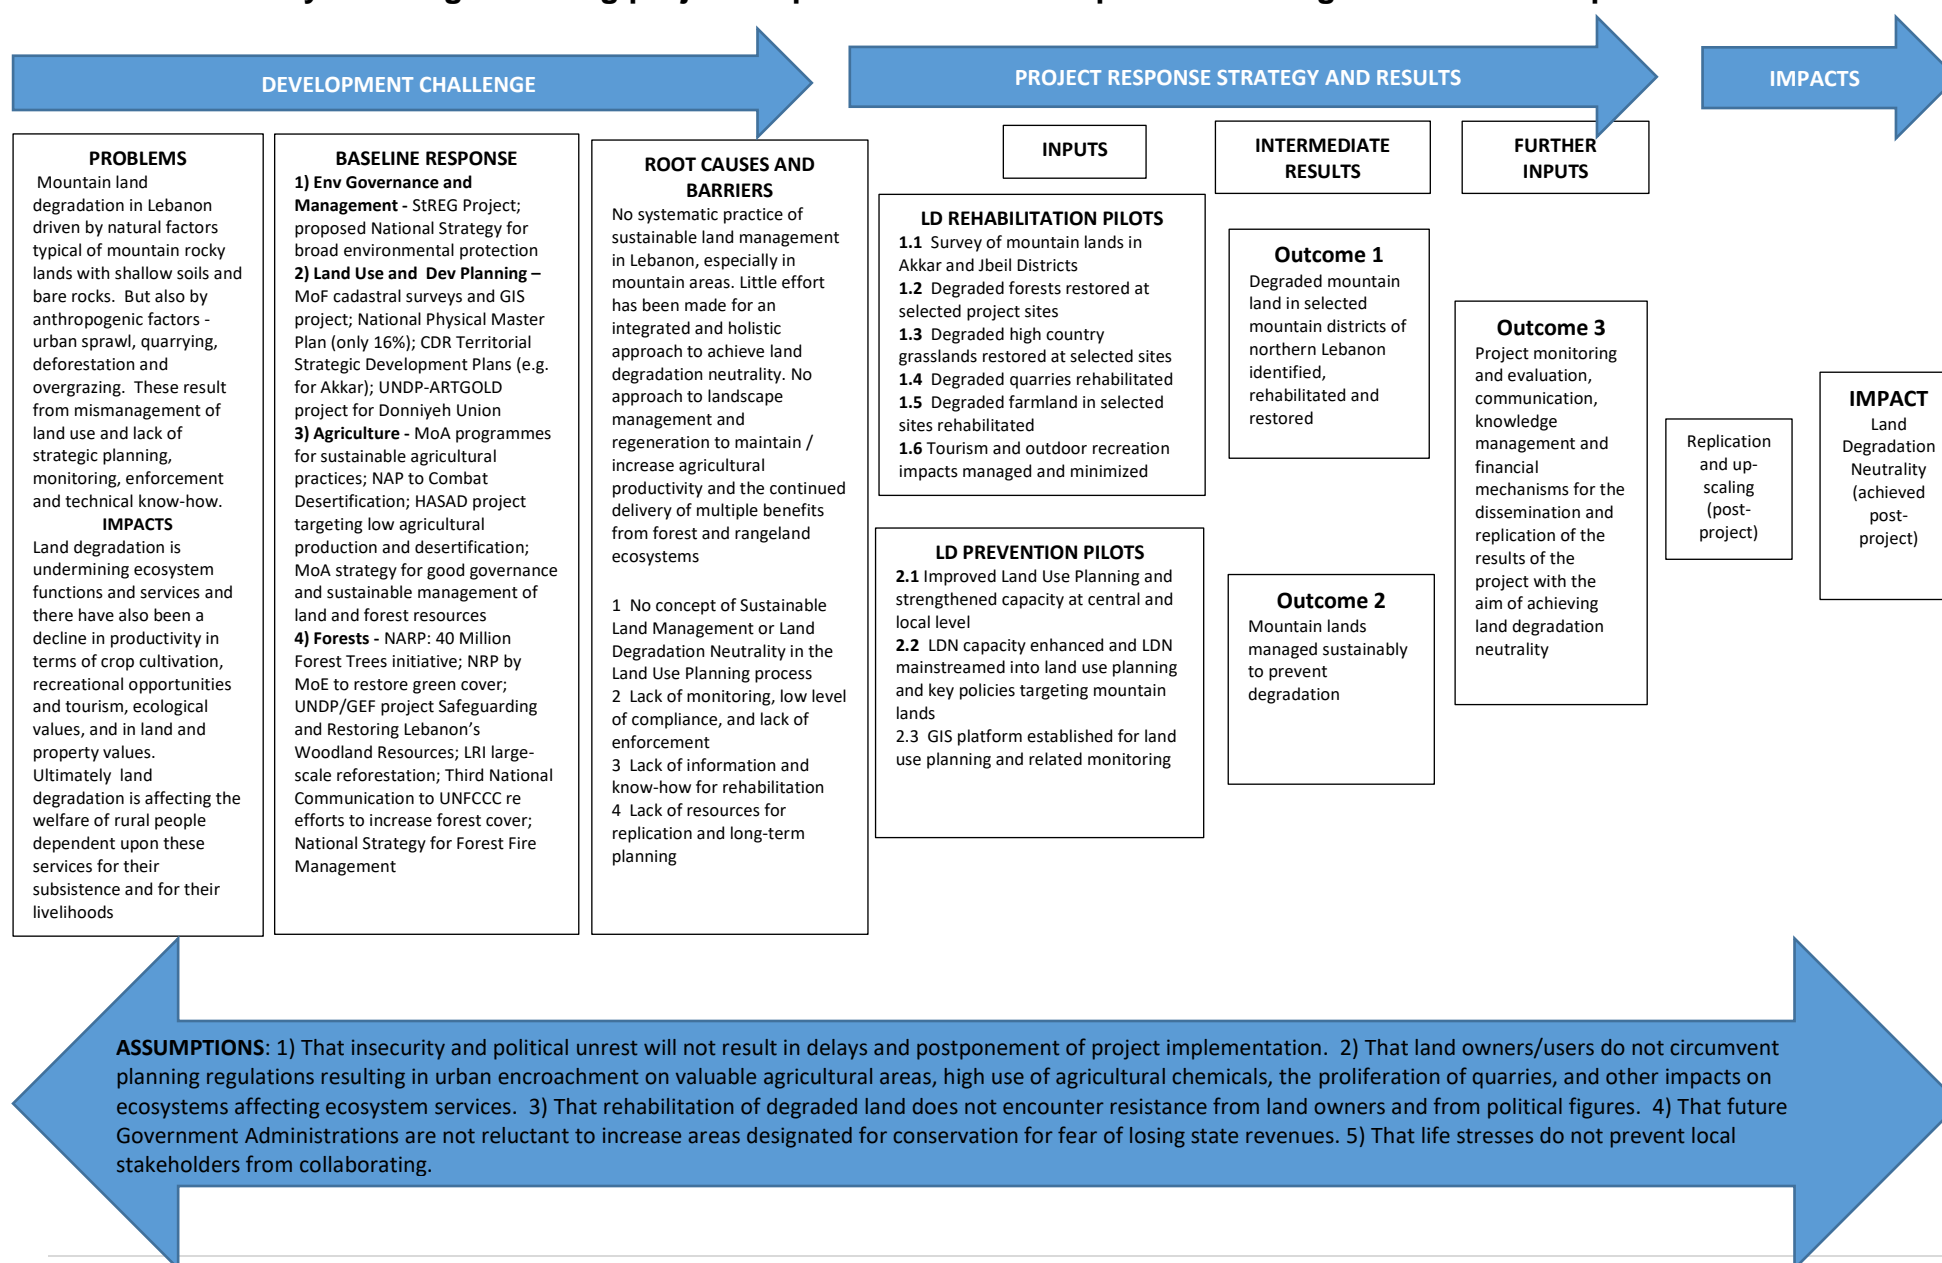 DEVELOPMENT CHALLENGE
PROJECT RESPONSE STRATEGY AND RESULTS
IMPACTS
PROBLEMS
Mountain land
degradation in Lebanon
driven by natural factors
typical of mountain rocky
lands with shallow soils and
bare rocks. But also by
anthropogenic factors -
urban sprawl, quarrying,
deforestation and
overgrazing. These result
from mismanagement of
land use and lack of
strategic planning,
monitoring, enforcement
and technical know-how.
IMPACTS
Land degradation is
undermining ecosystem
functions and services and
there have also been a
decline in productivity in
terms of crop cultivation,
recreational opportunities
and tourism, ecological
values, and in land and
property values.
Ultimately land
degradation is affecting the
welfare of rural people
dependent upon these
services for their
subsistence and for their
livelihoods
BASELINE RESPONSE
1) Env Governance and
Management - StREG Project;
proposed National Strategy for
broad environmental protection
2) Land Use and Dev Planning –
MoF cadastral surveys and GIS
project; National Physical Master
Plan (only 16%); CDR Territorial
Strategic Development Plans (e.g.
for Akkar); UNDP-ARTGOLD
project for Donniyeh Union
3) Agriculture - MoA programmes
for sustainable agricultural
practices; NAP to Combat
Desertification; HASAD project
targeting low agricultural
production and desertification;
MoA strategy for good governance
and sustainable management of
land and forest resources
4) Forests - NARP: 40 Million
Forest Trees initiative; NRP by
MoE to restore green cover;
UNDP/GEF project Safeguarding
and Restoring Lebanon's
Woodland Resources; LRI large-
scale reforestation; Third National
Communication to UNFCCC re
efforts to increase forest cover;
National Strategy for Forest Fire
Management
ROOT CAUSES AND
BARRIERS
No systematic practice of
sustainable land management
in Lebanon, especially in
mountain areas. Little effort
has been made for an
integrated and holistic
approach to achieve land
degradation neutrality. No
approach to landscape
management and
regeneration to maintain /
increase agricultural
productivity and the continued
delivery of multiple benefits
from forest and rangeland
ecosystems
1 No concept of Sustainable
Land Management or Land
Degradation Neutrality in the
Land Use Planning process
2 Lack of monitoring, low level
of compliance, and lack of
enforcement
3 Lack of information and
know-how for rehabilitation
4 Lack of resources for
replication and long-term
planning
INPUTS
LD REHABILITATION PILOTS
1.1 Survey of mountain lands in
Akkar and Jbeil Districts
1.2 Degraded forests restored at
selected project sites
1.3 Degraded high country
grasslands restored at selected sites
1.4 Degraded quarries rehabilitated
1.5 Degraded farmland in selected
sites rehabilitated
1.6 Tourism and outdoor recreation
impacts managed and minimized
LD PREVENTION PILOTS
2.1 Improved Land Use Planning and
strengthened capacity at central and
local level
2.2 LDN capacity enhanced and LDN
mainstreamed into land use planning
and key policies targeting mountain
lands
2.3 GIS platform established for land
use planning and related monitoring
INTERMEDIATE
RESULTS
Outcome 1
Degraded mountain
land in selected
mountain districts of
northern Lebanon
identified,
rehabilitated and
restored
Outcome 2
Mountain lands
managed sustainably
to prevent
degradation
FURTHER
INPUTS
Outcome 3
Project monitoring
and evaluation,
communication,
knowledge
management and
financial
mechanisms for the
dissemination and
replication of the
results of the
project with the
aim of achieving
land degradation
neutrality
Replication
and up-
scaling
(post-
project)
IMPACT
Land
Degradation
Neutrality
(achieved
post-
project)
ASSUMPTIONS: 1) That insecurity and political unrest will not result in delays and postponement of project implementation. 2) That land owners/users do not circumvent
planning regulations resulting in urban encroachment on valuable agricultural areas, high use of agricultural chemicals, the proliferation of quarries, and other impacts on
ecosystems affecting ecosystem services. 3) That rehabilitation of degraded land does not encounter resistance from land owners and from political figures. 4) That future
Government Administrations are not reluctant to increase areas designated for conservation for fear of losing state revenues. 5) That life stresses do not prevent local
stakeholders from collaborating.